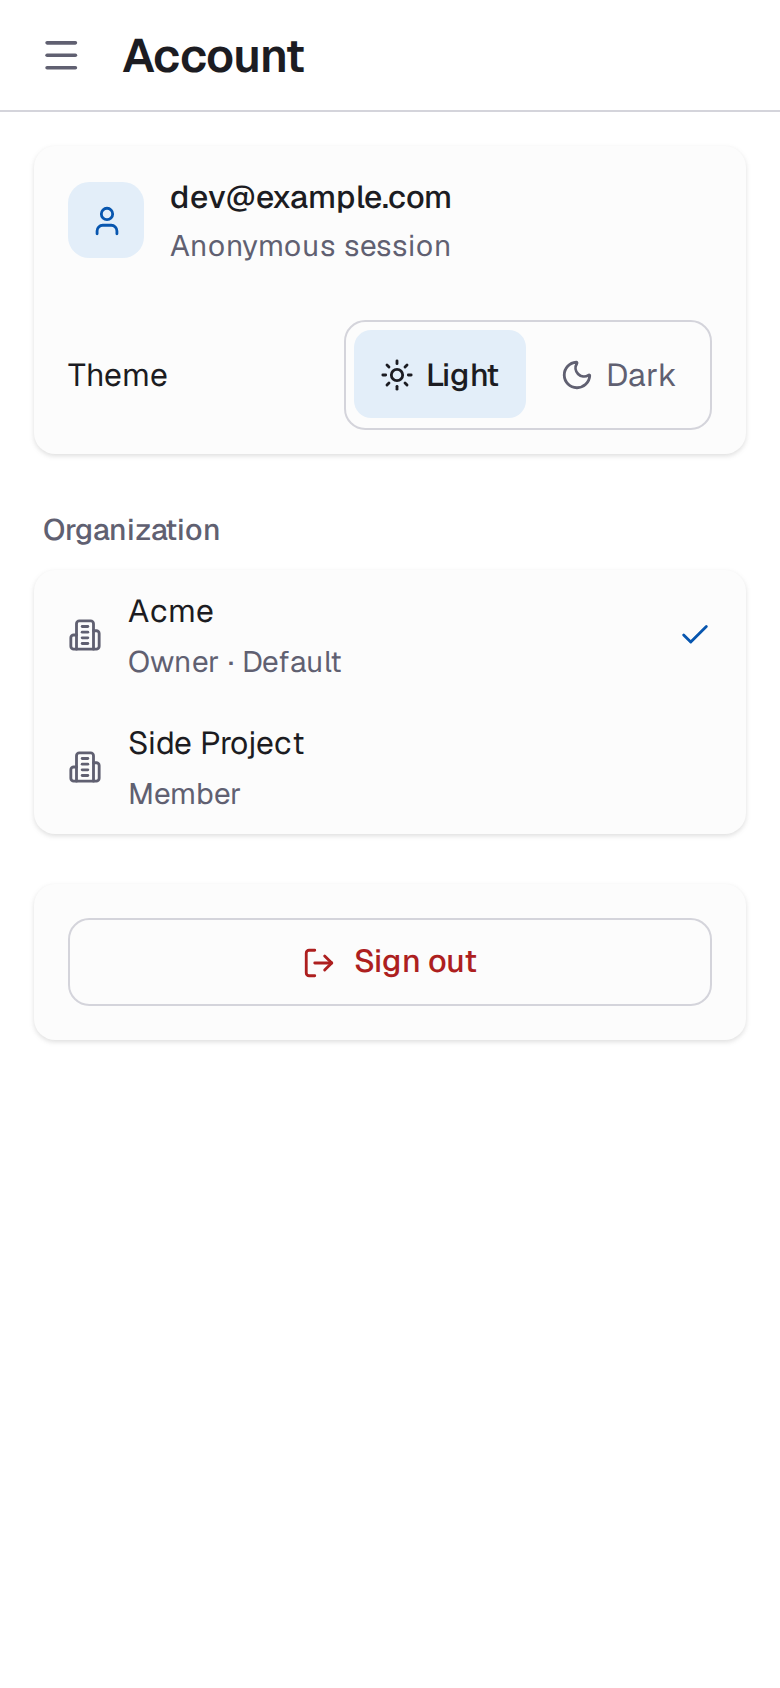 Account
dev@example.com
Anonymous session
Theme
Light
Dark
Organization
Acme
Owner · Default
Side Project
Member
Sign out